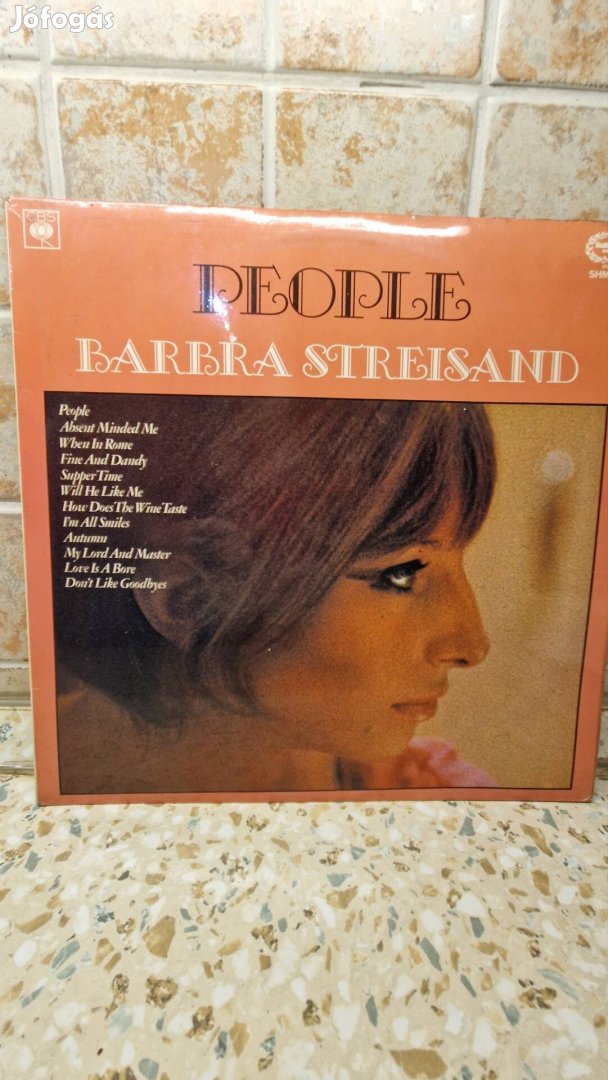 Jófogás
CBS
SHM
PEOPLE
BARBRA STREISAND
People
Absent Minded Me
When In Rome
Fine And Dandy
Supper Time
Will He Like Me
How Does The Wine Taste
I'm All Smiles
Autumn
My Lord And Master
Love Is A Bore
Don't Like Goodbyes